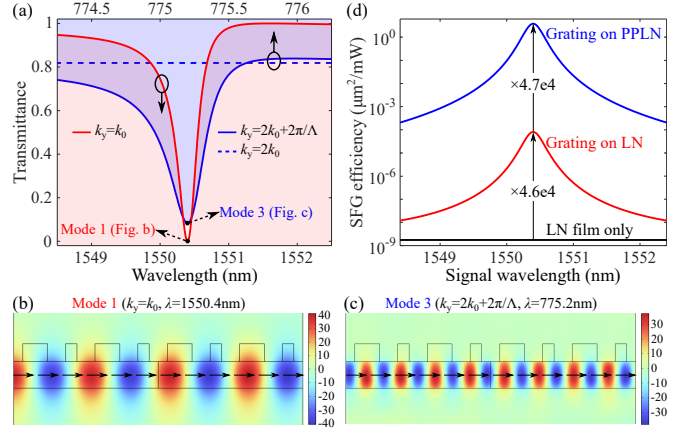 (a)
774.5 775 775.5 776
1
0.8
0.6
0.4
0.2
0
Transmittance
k_y=k_0
k_y=2k_0+2π/Λ
k_y=2k_0
Mode 3 (Fig. c)
Mode 1 (Fig. b)
1549 1550 1551 1552
Wavelength (nm)
(d)
10^0
10^-3
10^-6
10^-9
SFG efficiency (μm^2/mW)
Grating on PPLN
×4.7e4
Grating on LN
×4.6e4
LN film only
1549 1550 1551 1552
Signal wavelength (nm)
(b) Mode 1 (k_y=k_0, λ=1550.4nm)
40
30
20
10
0
-10
-20
-30
-40
(c) Mode 3 (k_y=2k_0+2π/Λ, λ=775.2nm)
30
20
10
0
-10
-20
-30